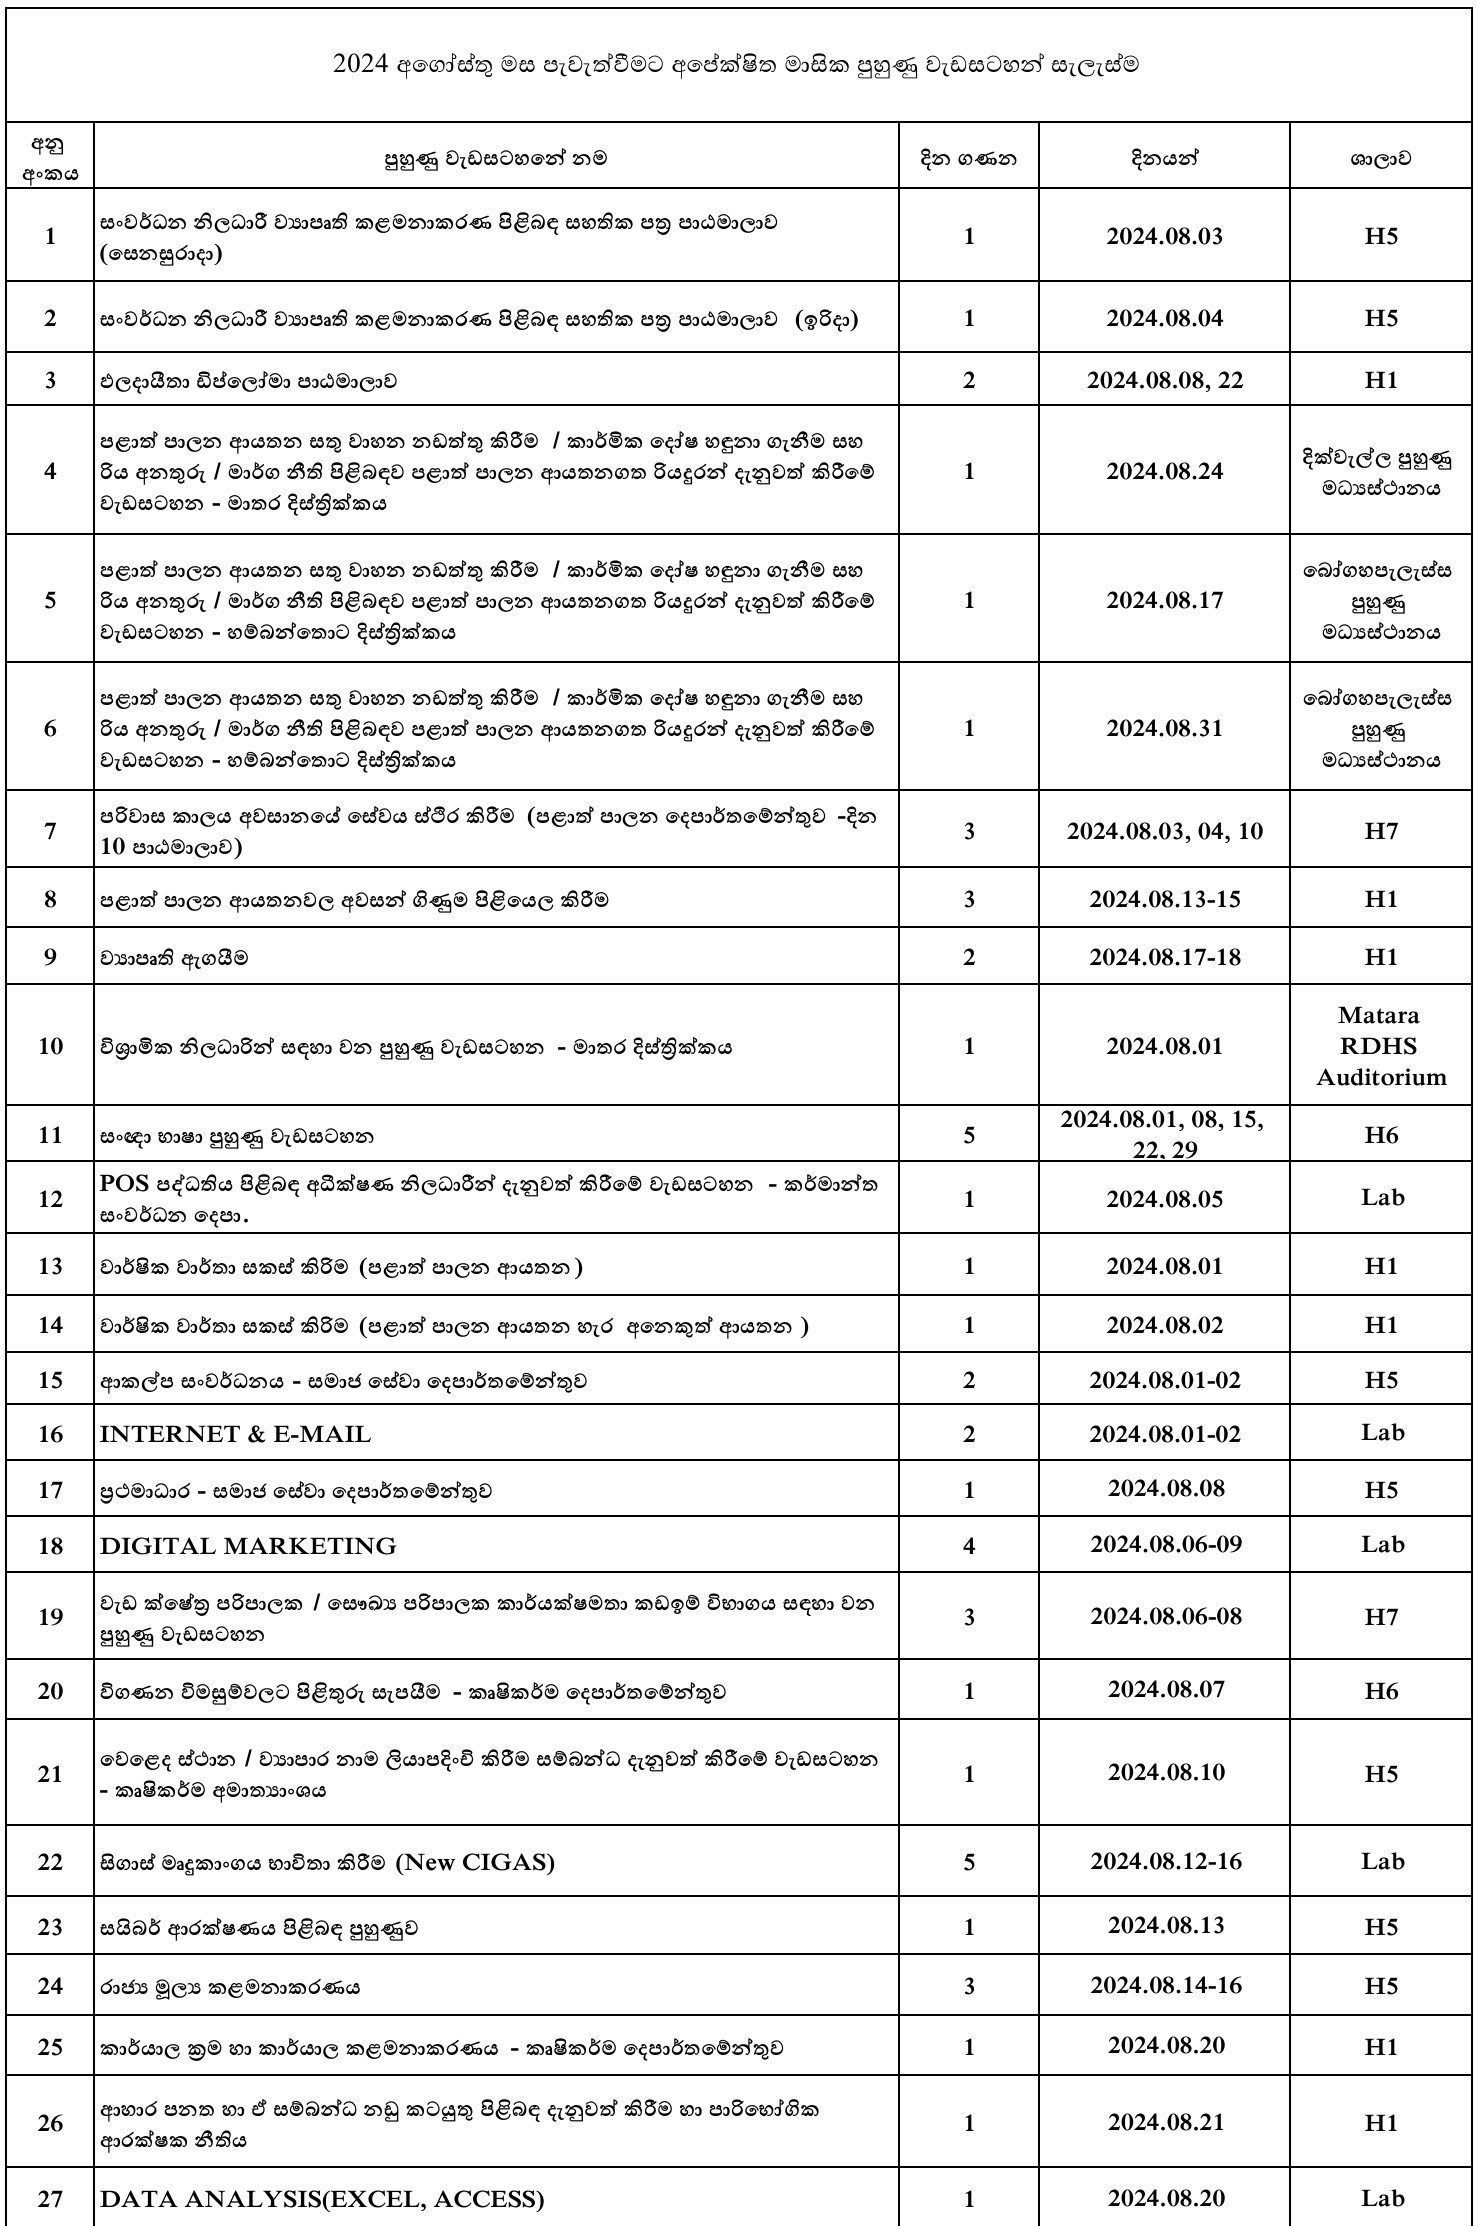 2024 අගෝස්තු මස පැවැත්වීමට අපේක්ෂිත මාසික පුහුණු වැඩසටහන් සැලැස්ම
අනු
අංකය
පුහුණු වැඩසටහනේ නම
දින ගණන
දිනයන්
ශාලාව
1
සංවර්ධන නිලධාරී ව්‍යාපෘති කළමනාකරණ පිළිබඳ සහතික පත්‍ර පාඨමාලාව
(සෙනසුරාදා)
1
2024.08.03
H5
2
සංවර්ධන නිලධාරී ව්‍යාපෘති කළමනාකරණ පිළිබඳ සහතික පත්‍ර පාඨමාලාව (ඉරිදා)
1
2024.08.04
H5
3
ඵලදායීතා ඩිප්ලෝමා පාඨමාලාව
2
2024.08.08, 22
H1
4
පළාත් පාලන ආයතන සතු වාහන නඩත්තු කිරීම / කාර්මික දෝෂ හඳුනා ගැනීම සහ
රිය අනතුරු / මාර්ග නීති පිළිබඳව පළාත් පාලන ආයතනගත රියදුරන් දැනුවත් කිරීමේ
වැඩසටහන - මාතර දිස්ත්‍රික්කය
1
2024.08.24
දික්වැල්ල පුහුණු
මධ්‍යස්ථානය
5
පළාත් පාලන ආයතන සතු වාහන නඩත්තු කිරීම / කාර්මික දෝෂ හඳුනා ගැනීම සහ
රිය අනතුරු / මාර්ග නීති පිළිබඳව පළාත් පාලන ආයතනගත රියදුරන් දැනුවත් කිරීමේ
වැඩසටහන - හම්බන්තොට දිස්ත්‍රික්කය
1
2024.08.17
බෝගහපැලැස්ස
පුහුණු
මධ්‍යස්ථානය
6
පළාත් පාලන ආයතන සතු වාහන නඩත්තු කිරීම / කාර්මික දෝෂ හඳුනා ගැනීම සහ
රිය අනතුරු / මාර්ග නීති පිළිබඳව පළාත් පාලන ආයතනගත රියදුරන් දැනුවත් කිරීමේ
වැඩසටහන - හම්බන්තොට දිස්ත්‍රික්කය
1
2024.08.31
බෝගහපැලැස්ස
පුහුණු
මධ්‍යස්ථානය
7
පරිවාස කාලය අවසානයේ සේවය ස්ථිර කිරීම (පළාත් පාලන දෙපාර්තමේන්තුව -දින
10 පාඨමාලාව)
3
2024.08.03, 04, 10
H7
8
පළාත් පාලන ආයතනවල අවසන් ගිණුම පිළියෙල කිරීම
3
2024.08.13-15
H1
9
ව්‍යාපෘති ඇගයීම
2
2024.08.17-18
H1
10
විශ්‍රාමික නිලධාරින් සඳහා වන පුහුණු වැඩසටහන - මාතර දිස්ත්‍රික්කය
1
2024.08.01
Matara
RDHS
Auditorium
11
සංඥා භාෂා පුහුණු වැඩසටහන
5
2024.08.01, 08, 15,
22, 29
H6
12
POS පද්ධතිය පිළිබඳ අධීක්ෂණ නිලධාරීන් දැනුවත් කිරීමේ වැඩසටහන - කර්මාන්ත
සංවර්ධන දෙපා.
1
2024.08.05
Lab
13
වාර්ෂික වාර්තා සකස් කිරිම (පළාත් පාලන ආයතන )
1
2024.08.01
H1
14
වාර්ෂික වාර්තා සකස් කිරිම (පළාත් පාලන ආයතන හැර අනෙකුත් ආයතන )
1
2024.08.02
H1
15
ආකල්ප සංවර්ධනය - සමාජ සේවා දෙපාර්තමේන්තුව
2
2024.08.01-02
H5
16
INTERNET & E-MAIL
2
2024.08.01-02
Lab
17
ප්‍රථමාධාර - සමාජ සේවා දෙපාර්තමේන්තුව
1
2024.08.08
H5
18
DIGITAL MARKETING
4
2024.08.06-09
Lab
19
වැඩ ක්ෂේත්‍ර පරිපාලක / සෞඛ්‍ය පරිපාලක කාර්යක්ෂමතා කඩඉම් විභාගය සඳහා වන
පුහුණු වැඩසටහන
3
2024.08.06-08
H7
20
විගණන විමසුම්වලට පිළිතුරු සැපයීම - කෘෂිකර්ම දෙපාර්තමේන්තුව
1
2024.08.07
H6
21
වෙළෙද ස්ථාන / ව්‍යාපාර නාම ලියාපදිංචි කිරීම සම්බන්ධ දැනුවත් කිරීමේ වැඩසටහන
- කෘෂිකර්ම අමාත්‍යාංශය
1
2024.08.10
H5
22
සිගාස් මෘදුකාංගය භාවිතා කිරීම (New CIGAS)
5
2024.08.12-16
Lab
23
සයිබර් ආරක්ෂණය පිළිබඳ පුහුණුව
1
2024.08.13
H5
24
රාජ්‍ය මූල්‍ය කළමනාකරණය
3
2024.08.14-16
H5
25
කාර්යාල ක්‍රම හා කාර්යාල කළමනාකරණය - කෘෂිකර්ම දෙපාර්තමේන්තුව
1
2024.08.20
H1
26
ආහාර පනත හා ඒ සම්බන්ධ නඩු කටයුතු පිළිබඳ දැනුවත් කිරීම හා පාරිභෝගික
ආරක්ෂක නීතිය
1
2024.08.21
H1
27
DATA ANALYSIS(EXCEL, ACCESS)
1
2024.08.20
Lab